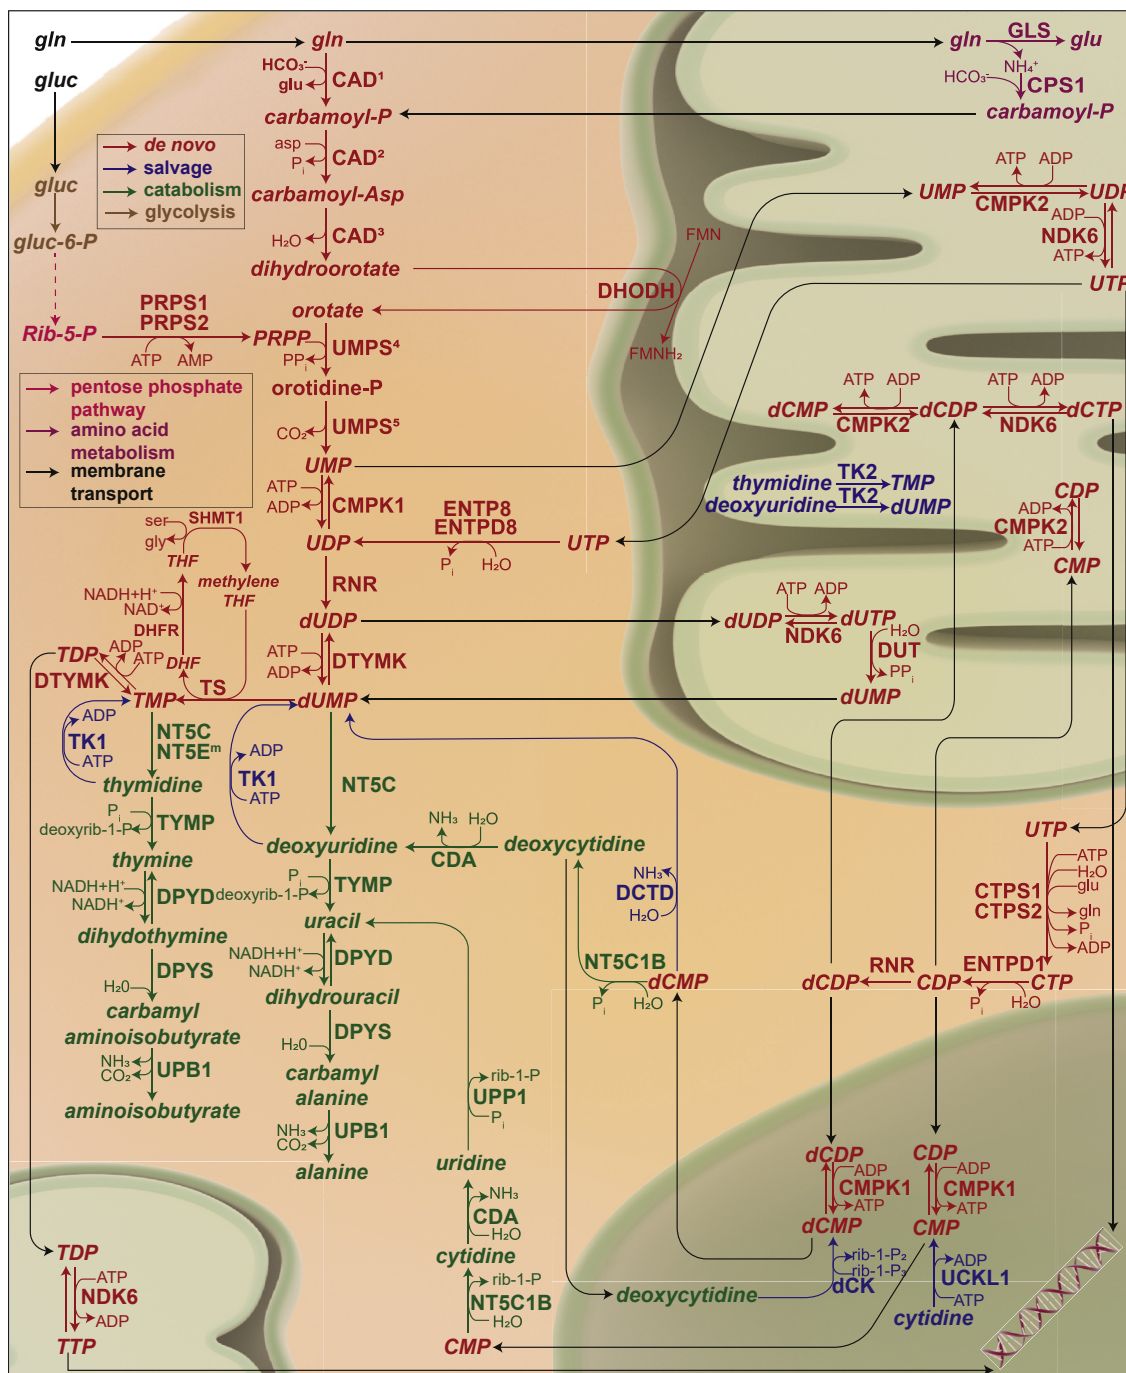 gln
gln
gln
GLS
glu
NH₄⁺
HCO₃⁻
CPS1
carbamoyl-P
gluc
HCO₃⁻
glu
CAD¹
carbamoyl-P
de novo
salvage
catabolism
glycolysis
asp
Pi
CAD²
carbamoyl-Asp
gluc
gluc-6-P
H₂O
CAD³
dihydroorotate
FMN
DHODH
FMNH₂
orotate
PRPS1
PRPS2
Rib-5-P
ATP
AMP
PRPP
PPi
UMPS⁴
orotidine-P
CO₂
UMPS⁵
UMP
pentose phosphate
pathway
amino acid
metabolism
membrane
transport
ATP
ADP
UMP
CMPK2
UDP
ADP
NDK6
ATP
UTP
ATP
ADP
ATP
ADP
dCMP
dCDP
dCTP
CMPK2
NDK6
thymidine
TK2
TMP
deoxyuridine
TK2
dUMP
CDP
ADP
CMPK2
ATP
CMP
ATP
ADP
CMPK1
UDP
ENTP8
ENTPD8
Pi
H₂O
UTP
RNR
dUDP
ser
gly
SHMT1
THF
methylene
THF
NADH+H⁺
NAD⁺
DHFR
DHF
TS
TDP
ADP
ATP
DTYMK
TMP
ATP
ADP
DTYMK
dUMP
dUDP
ATP
ADP
NDK6
dUTP
H₂O
DUT
PPi
dUMP
ADP
TK1
ATP
NT5C
NT5Eᵐ
thymidine
Pi
deoxyrib-1-P
TYMP
thymine
NADH+H⁺
NADH⁺
DPYD
dihydothymine
DPYS
H₂0
carbamyl
aminoisobutyrate
NH₃
CO₂
UPB1
aminoisobutyrate
ADP
TK1
ATP
NT5C
deoxyuridine
NH₃
H₂O
CDA
deoxycytidine
Pi
deoxyrib-1-P
TYMP
uracil
NADH+H⁺
NADH⁺
DPYD
dihydrouracil
DPYS
H₂0
carbamyl
alanine
NH₃
CO₂
UPB1
alanine
NH₃
DCTD
H₂O
NT5C1B
Pi
H₂O
dCMP
UTP
ATP
H₂O
glu
CTPS1
CTPS2
gln
Pi
ADP
dCDP
RNR
CDP
ENTPD1
Pi
H₂O
CTP
rib-1-P
UPP1
Pi
uridine
NH₃
CDA
H₂O
cytidine
rib-1-P
NT5C1B
H₂O
CMP
dCDP
ADP
CMPK1
ATP
dCMP
CDP
ADP
CMPK1
ATP
CMP
rib-1-P₂
rib-1-P₃
dCK
deoxycytidine
ADP
UCKL1
ATP
cytidine
TDP
ATP
NDK6
ADP
TTP